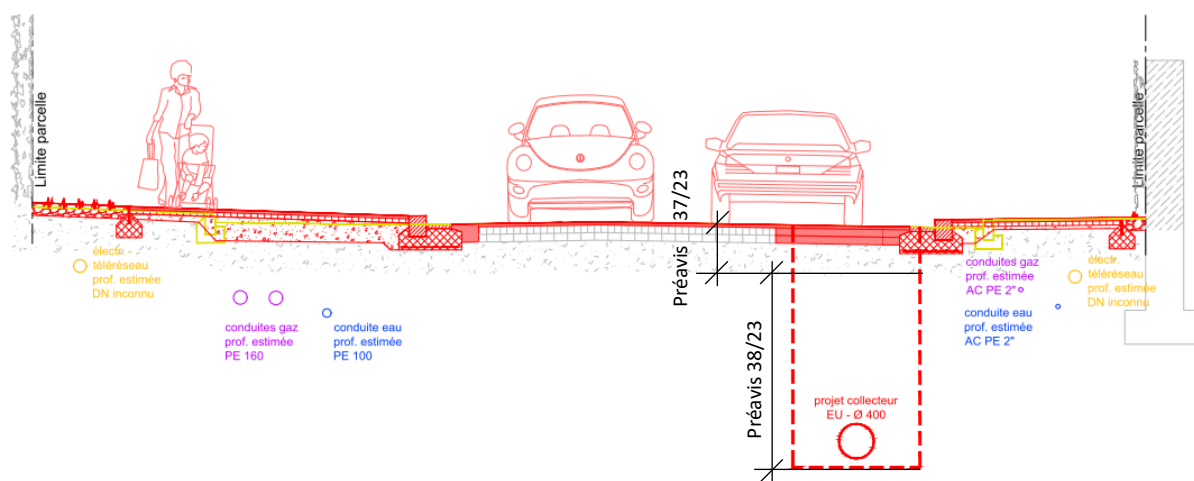 Limite parcelle
électr.
téléréseau
prof. estimée
DN inconnu
conduites gaz
prof. estimée
PE 160
conduite eau
prof. estimée
PE 100
Préavis 37/23
Préavis 38/23
projet collecteur
EU - Ø 400
conduites gaz
prof. estimée
AC PE 2"
conduite eau
prof. estimée
AC PE 2"
électr.
téléréseau
prof. estimée
DN inconnu
Limite parcelle